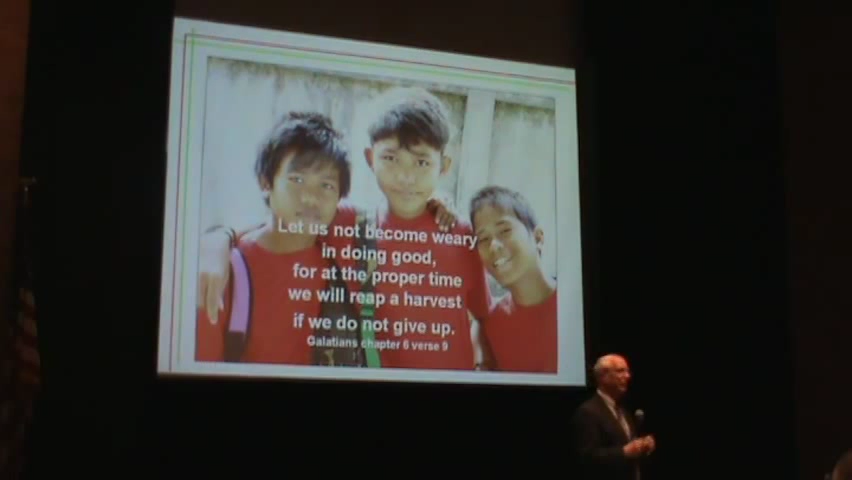 Let us not become weary
in doing good,
for at the proper time
we will reap a harvest
if we do not give up.
Galatians chapter 6 verse 9